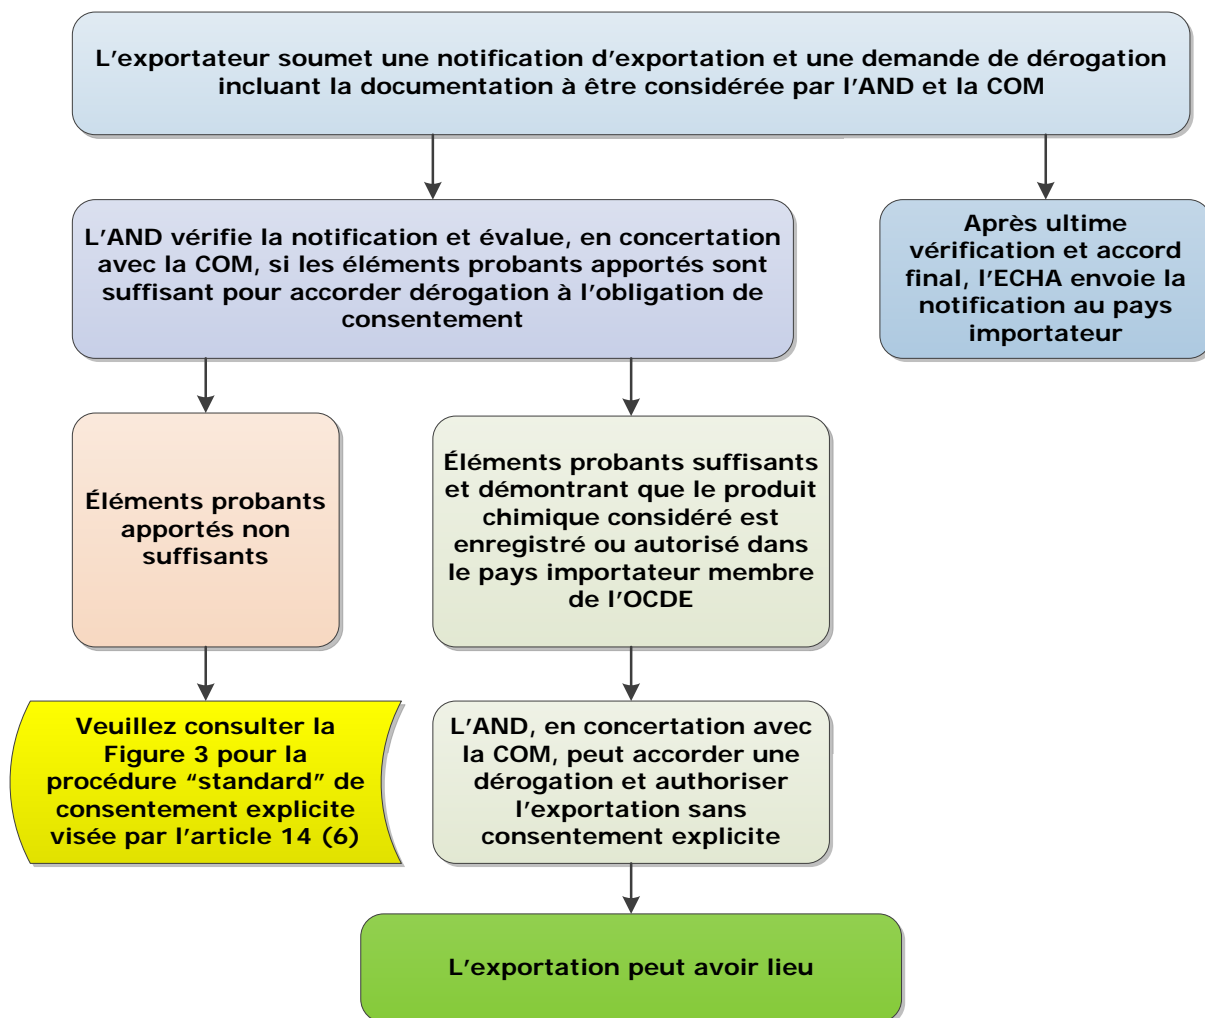 L'exportateur soumet une notification d'exportation et une demande de dérogation
incluant la documentation à être considérée par l'AND et la COM
L'AND vérifie la notification et évalue, en concertation
avec la COM, si les éléments probants apportés sont
suffisant pour accorder dérogation à l'obligation de
consentement
Après ultime
vérification et accord
final, l'ECHA envoie la
notification au pays
importateur
Éléments probants
apportés non
suffisants
Éléments probants suffisants
et démontrant que le produit
chimique considéré est
enregistré ou autorisé dans
le pays importateur membre
de l'OCDE
Veuillez consulter la
Figure 3 pour la
procédure “standard” de
consentement explicite
visée par l'article 14 (6)
L'AND, en concertation avec
la COM, peut accorder une
dérogation et authoriser
l'exportation sans
consentement explicite
L'exportation peut avoir lieu